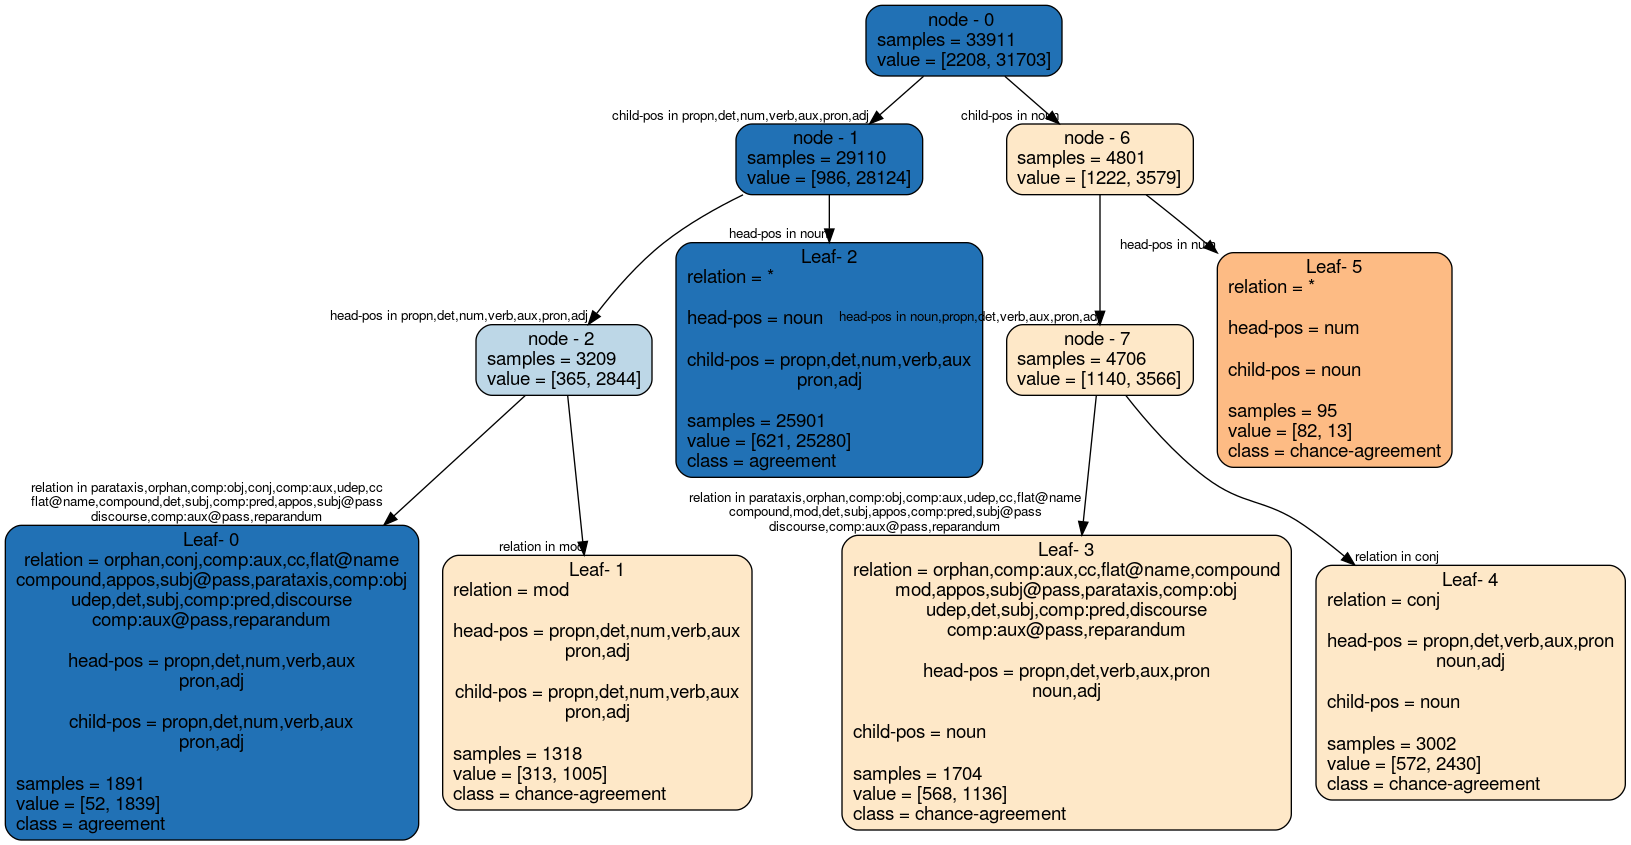 node - 0
samples = 33911
value = [2208, 31703]
child-pos in propn,det,num,verb,aux,pron,adj
child-pos in noun
node - 1
samples = 29110
value = [986, 28124]
node - 6
samples = 4801
value = [1222, 3579]
head-pos in propn,det,num,verb,aux,pron,adj
head-pos in noun
head-pos in noun,propn,det,verb,aux,pron,adj
head-pos in num
node - 2
samples = 3209
value = [365, 2844]
Leaf- 2
relation = *
head-pos = noun
child-pos = propn,det,num,verb,aux
pron,adj
samples = 25901
value = [621, 25280]
class = agreement
node - 7
samples = 4706
value = [1140, 3566]
Leaf- 5
relation = *
head-pos = num
child-pos = noun
samples = 95
value = [82, 13]
class = chance-agreement
relation in parataxis,orphan,comp:obj,conj,comp:aux,udep,cc
flat@name,compound,det,subj,comp:pred,appos,subj@pass
discourse,comp:aux@pass,reparandum
relation in mod
relation in parataxis,orphan,comp:obj,comp:aux,udep,cc,flat@name
compound,mod,det,subj,appos,comp:pred,subj@pass
discourse,comp:aux@pass,reparandum
relation in conj
Leaf- 0
relation = orphan,conj,comp:aux,cc,flat@name
compound,appos,subj@pass,parataxis,comp:obj
udep,det,subj,comp:pred,discourse
comp:aux@pass,reparandum
head-pos = propn,det,num,verb,aux
pron,adj
child-pos = propn,det,num,verb,aux
pron,adj
samples = 1891
value = [52, 1839]
class = agreement
Leaf- 1
relation = mod
head-pos = propn,det,num,verb,aux
pron,adj
child-pos = propn,det,num,verb,aux
pron,adj
samples = 1318
value = [313, 1005]
class = chance-agreement
Leaf- 3
relation = orphan,comp:aux,cc,flat@name,compound
mod,appos,subj@pass,parataxis,comp:obj
udep,det,subj,comp:pred,discourse
comp:aux@pass,reparandum
head-pos = propn,det,verb,aux,pron
noun,adj
child-pos = noun
samples = 1704
value = [568, 1136]
class = chance-agreement
Leaf- 4
relation = conj
head-pos = propn,det,verb,aux,pron
noun,adj
child-pos = noun
samples = 3002
value = [572, 2430]
class = chance-agreement